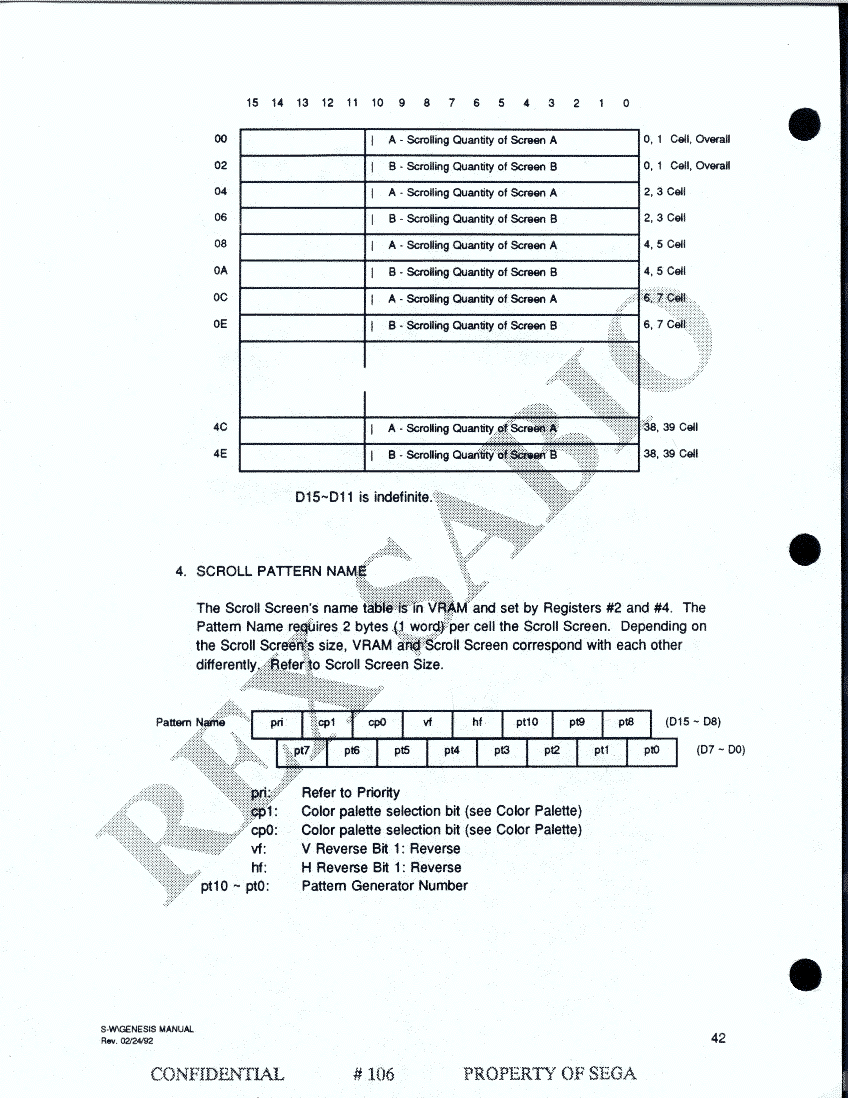 15 14 13 12 11 10 9 8 7 6 5 4 3 2 1 0
00 | A - Scrolling Quantity of Screen A 0, 1 Cell, Overall
02 | B - Scrolling Quantity of Screen B 0, 1 Cell, Overall
04 | A - Scrolling Quantity of Screen A 2, 3 Cell
06 | B - Scrolling Quantity of Screen B 2, 3 Cell
08 | A - Scrolling Quantity of Screen A 4, 5 Cell
0A | B - Scrolling Quantity of Screen B 4, 5 Cell
0C | A - Scrolling Quantity of Screen A 6, 7 Cell
0E | B - Scrolling Quantity of Screen B 6, 7 Cell
4C | A - Scrolling Quantity of Screen A 38, 39 Cell
4E | B - Scrolling Quantity of Screen B 38, 39 Cell
D15~D11 is indefinite.
REX SABIO
4. SCROLL PATTERN NAME
The Scroll Screen's name table is in VRAM and set by Registers #2 and #4. The
Pattern Name requires 2 bytes (1 word) per cell the Scroll Screen. Depending on
the Scroll Screen's size, VRAM and Scroll Screen correspond with each other
differently. Refer to Scroll Screen Size.
Pattern Name pri cp1 cp0 vf hf pt10 pt9 pt8 (D15 ~ D8)
pt7 pt6 pt5 pt4 pt3 pt2 pt1 pt0 (D7 ~ D0)
pri: Refer to Priority
cp1: Color palette selection bit (see Color Palette)
cp0: Color palette selection bit (see Color Palette)
vf: V Reverse Bit 1: Reverse
hf: H Reverse Bit 1: Reverse
pt10 ~ pt0: Pattern Generator Number
S-W\GENESIS MANUAL
Rev. 02/24/92
42
CONFIDENTIAL # 106 PROPERTY OF SEGA